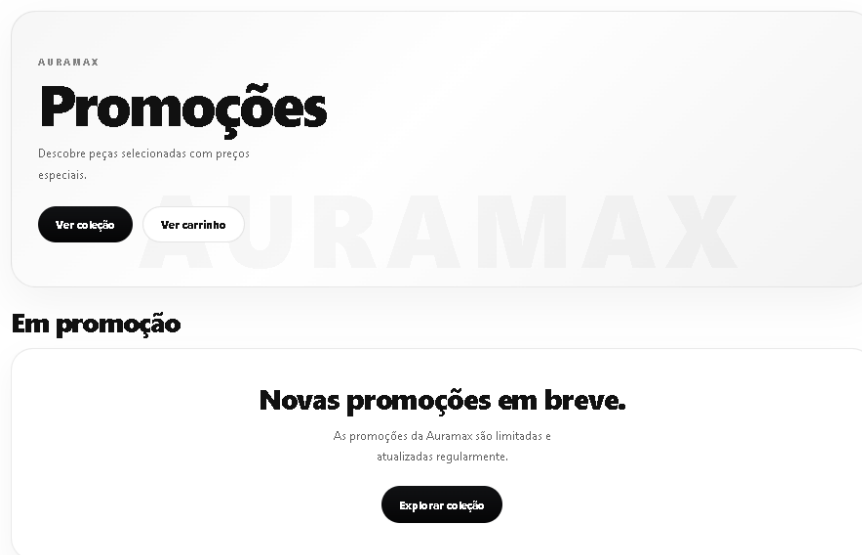 AURAMAX
Promoções
Descobre peças selecionadas com preços
especiais.
Ver coleção
Ver carrinho
AURAMAX
Em promoção
Novas promoções em breve.
As promoções da Auramax são limitadas e
atualizadas regularmente.
Explorar coleção